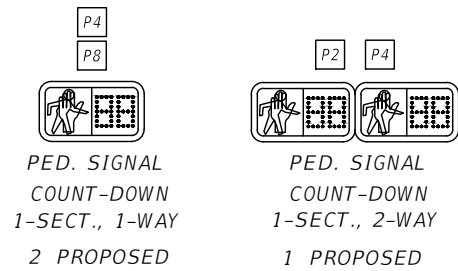 P4
P8
PED. SIGNAL
COUNT-DOWN
1-SECT., 1-WAY
2 PROPOSED
P2 P4
PED. SIGNAL
COUNT-DOWN
1-SECT., 2-WAY
1 PROPOSED